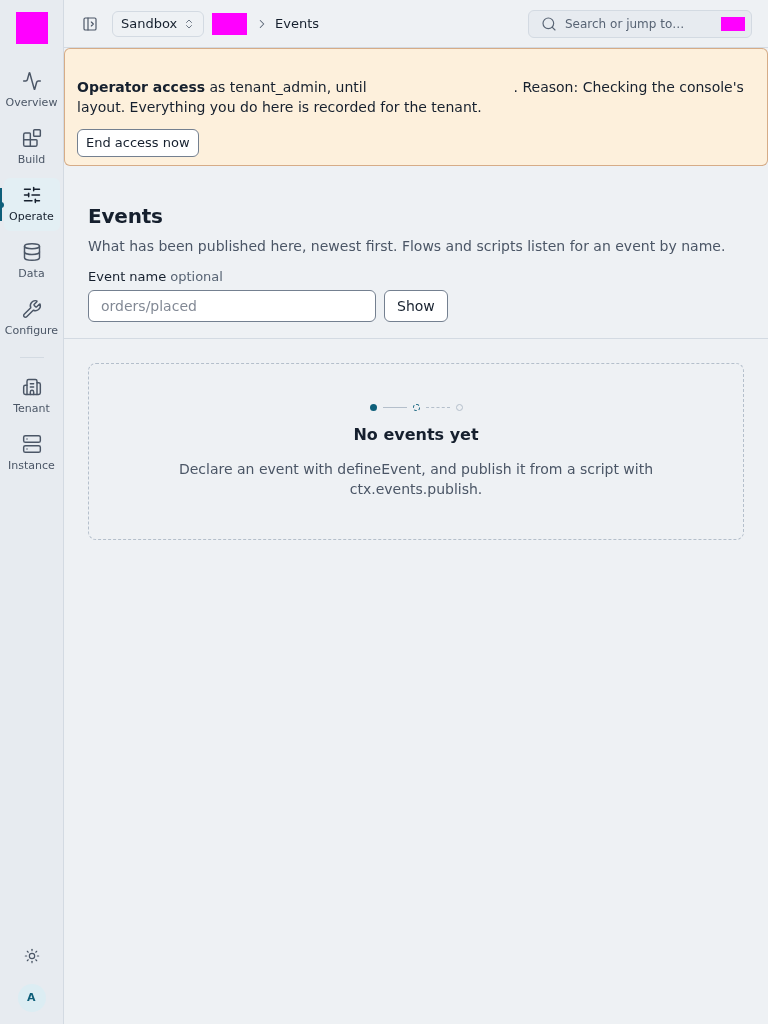 Sandbox
Events
Search or jump to…
Overview
Build
Operate
Data
Configure
Tenant
Instance
A
Operator access as tenant_admin, until . Reason: Checking the console's
layout. Everything you do here is recorded for the tenant.
End access now
Events
What has been published here, newest first. Flows and scripts listen for an event by name.
Event name optional
orders/placed
Show
No events yet
Declare an event with defineEvent, and publish it from a script with
ctx.events.publish.